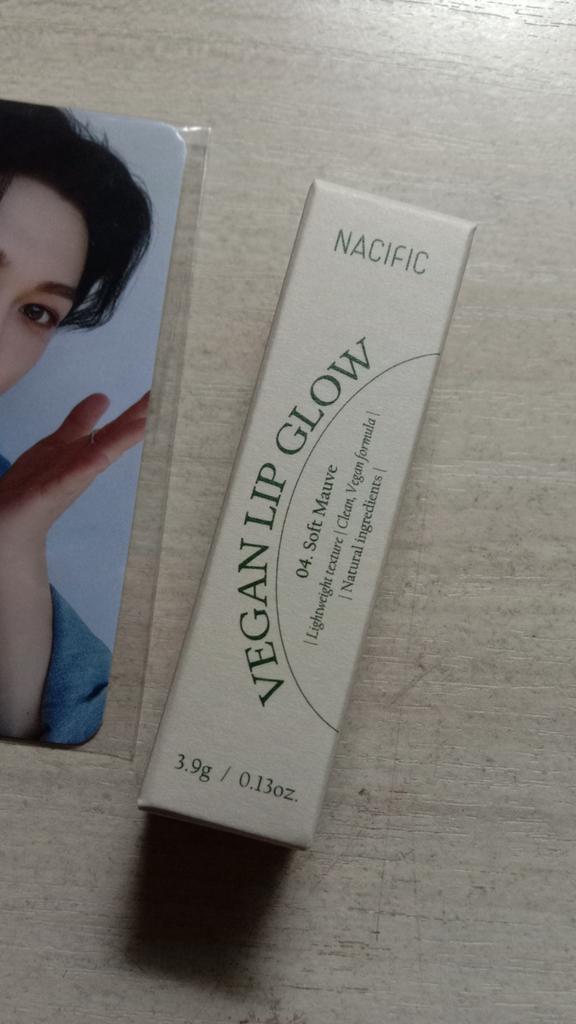 NACIFIC
VEGAN LIP GLOW
04. Soft Mauve
| Lightweight texture | Clean, Vegan formula |
| Natural ingredients |
3.9g / 0.13oz.